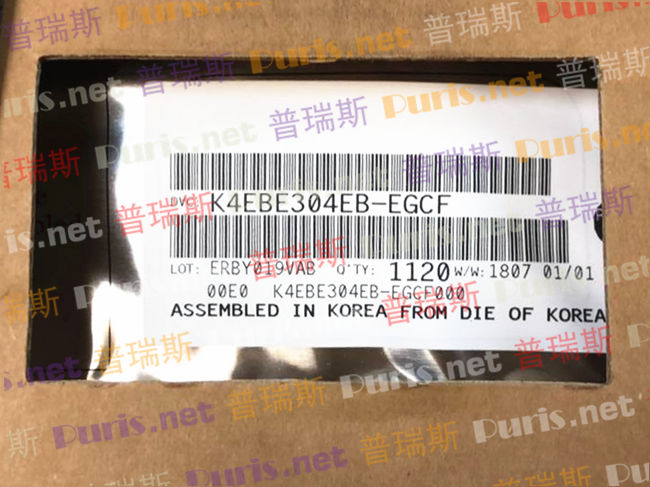 DVC K4EBE304EB-EGCF
LOT: ERBY019VAB Q'TY: 1120 W/W: 1807 01/01
00E0 K4EBE304EB-EGCF000
ASSEMBLED IN KOREA FROM DIE OF KOREA
普瑞斯 Puris.net